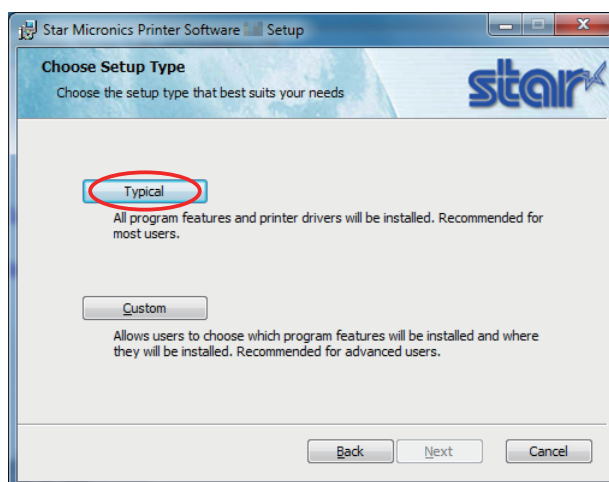 Star Micronics Printer Software Setup
Choose Setup Type
Choose the setup type that best suits your needs
star
Typical
All program features and printer drivers will be installed. Recommended for
most users.
Custom
Allows users to choose which program features will be installed and where
they will be installed. Recommended for advanced users.
Back Next Cancel